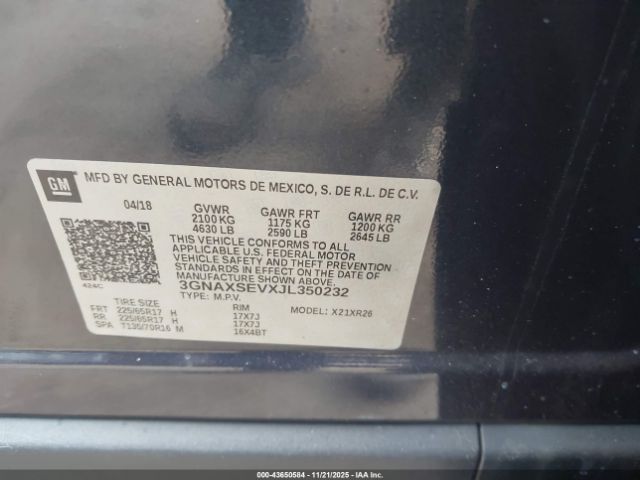 GM
MFD BY GENERAL MOTORS DE MEXICO, S. DE R.L. DE C.V.
04/18 GVWR GAWR FRT GAWR RR
2100 KG 1175 KG 1200 KG
4630 LB 2590 LB 2645 LB
THIS VEHICLE CONFORMS TO ALL
APPLICABLE U.S. FEDERAL MOTOR
VEHICLE SAFETY AND THEFT
PREVENTION STANDARDS IN EFFECT
ON THE DATE OF MANUFACTURE
SHOWN ABOVE.
424C 3GNAXSEVXJL350232
TYPE: M.P.V.
TIRE SIZE RIM MODEL: X21XR26
FRT 225/65R17 H 17X7J
RR 225/65R17 H 17X7J
SPA T135/70R16 M 16X4BT
000-43650584 - 11/21/2025 - IAAI.COM